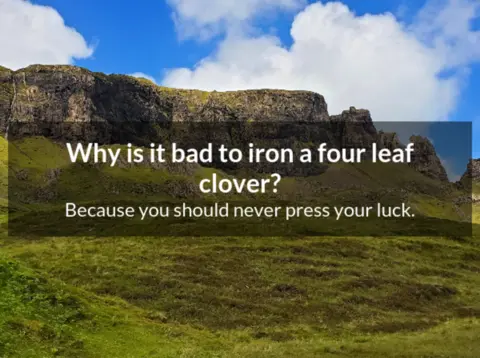 Why is it bad to iron a four leaf
clover?
Because you should never press your luck.